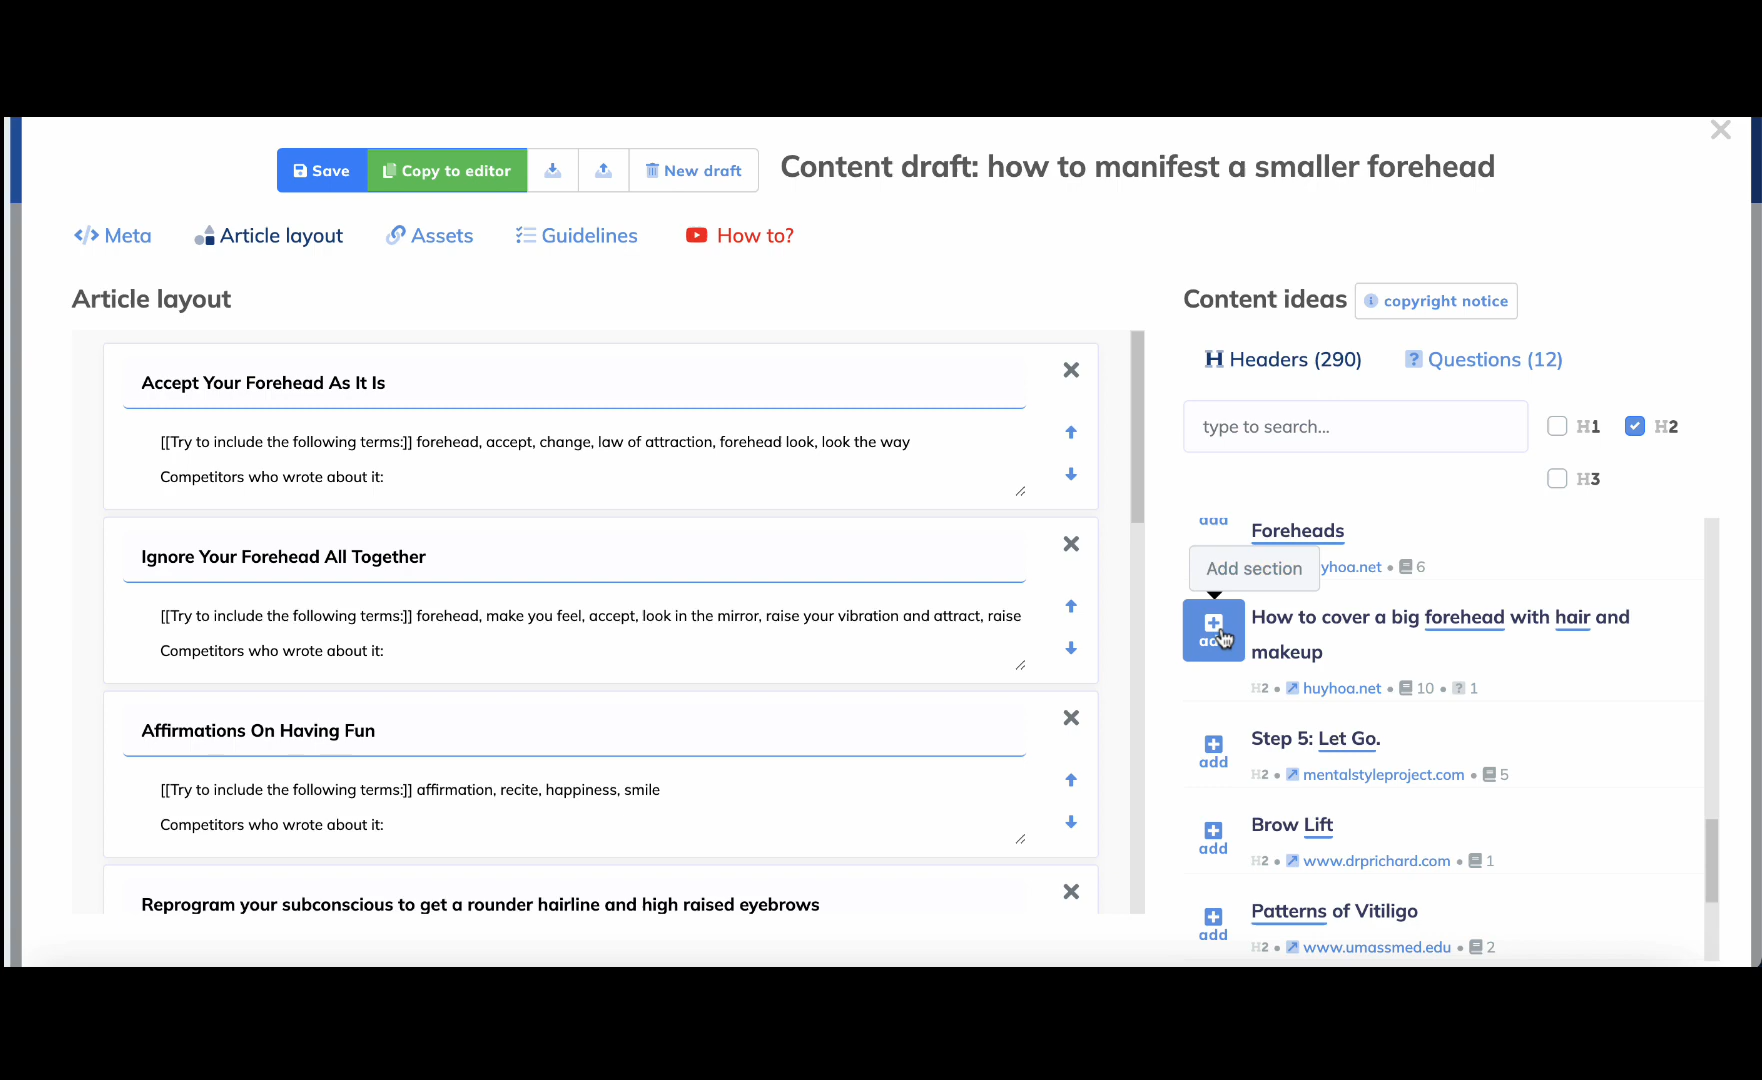 Save
Copy to editor
New draft
Content draft: how to manifest a smaller forehead
</> Meta
Article layout
Assets
Guidelines
How to?
Article layout
Accept Your Forehead As It Is
[[Try to include the following terms:]] forehead, accept, change, law of attraction, forehead look, look the way
Competitors who wrote about it:
Ignore Your Forehead All Together
[[Try to include the following terms:]] forehead, make you feel, accept, look in the mirror, raise your vibration and attract, raise
Competitors who wrote about it:
Affirmations On Having Fun
[[Try to include the following terms:]] affirmation, recite, happiness, smile
Competitors who wrote about it:
Reprogram your subconscious to get a rounder hairline and high raised eyebrows
Content ideas
copyright notice
H Headers (290)
? Questions (12)
type to search...
H1
H2
H3
add
Foreheads
Add section
yhoa.net • 6
How to cover a big forehead with hair and
makeup
H2 • huyhoa.net • 10 • ? 1
add
Step 5: Let Go.
H2 • mentalstyleproject.com • 5
add
Brow Lift
H2 • www.drprichard.com • 1
add
Patterns of Vitiligo
H2 • www.umassmed.edu • 2